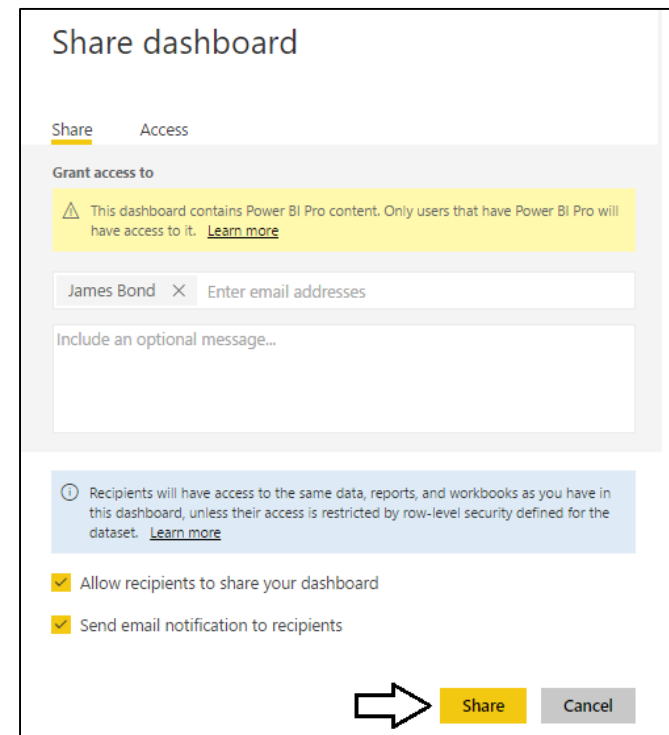 Share dashboard
Share Access
Grant access to
This dashboard contains Power BI Pro content. Only users that have Power BI Pro will
have access to it. Learn more
James Bond × Enter email addresses
Include an optional message...
Recipients will have access to the same data, reports, and workbooks as you have in
this dashboard, unless their access is restricted by row-level security defined for the
dataset. Learn more
Allow recipients to share your dashboard
Send email notification to recipients
Share Cancel